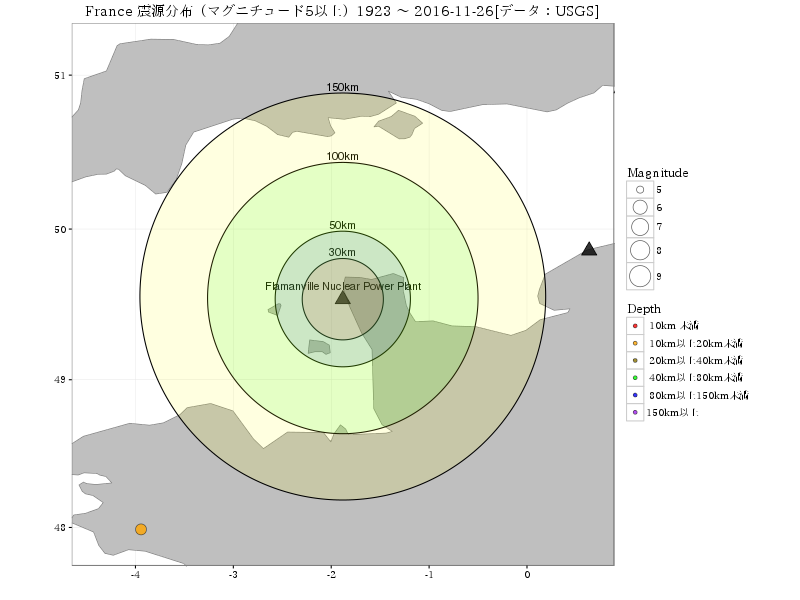 France 震源分布（マグニチュード5以上）1923 ～ 2016-11-26[データ：USGS]
51
50
49
48
-4
-3
-2
-1
0
150km
100km
50km
30km
Flamanville Nuclear Power Plant
Magnitude
5
6
7
8
9
Depth
10km 未満
10km以上20km未満
20km以上40km未満
40km以上80km未満
80km以上150km未満
150km以上